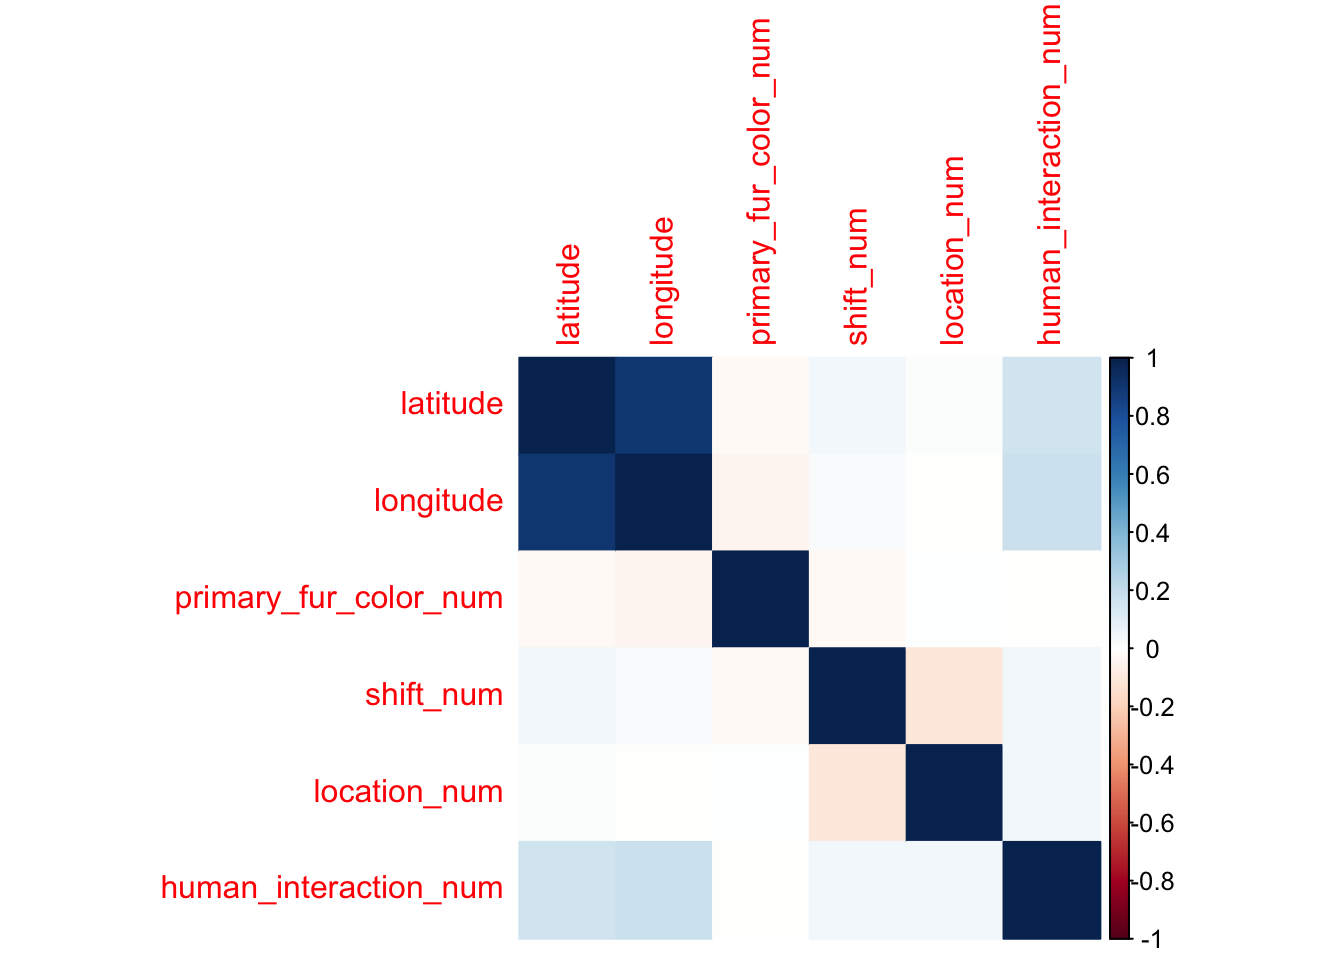 latitude
longitude
primary_fur_color_num
shift_num
location_num
human_interaction_num
latitude
longitude
primary_fur_color_num
shift_num
location_num
human_interaction_num
1
0.8
0.6
0.4
0.2
0
-0.2
-0.4
-0.6
-0.8
-1